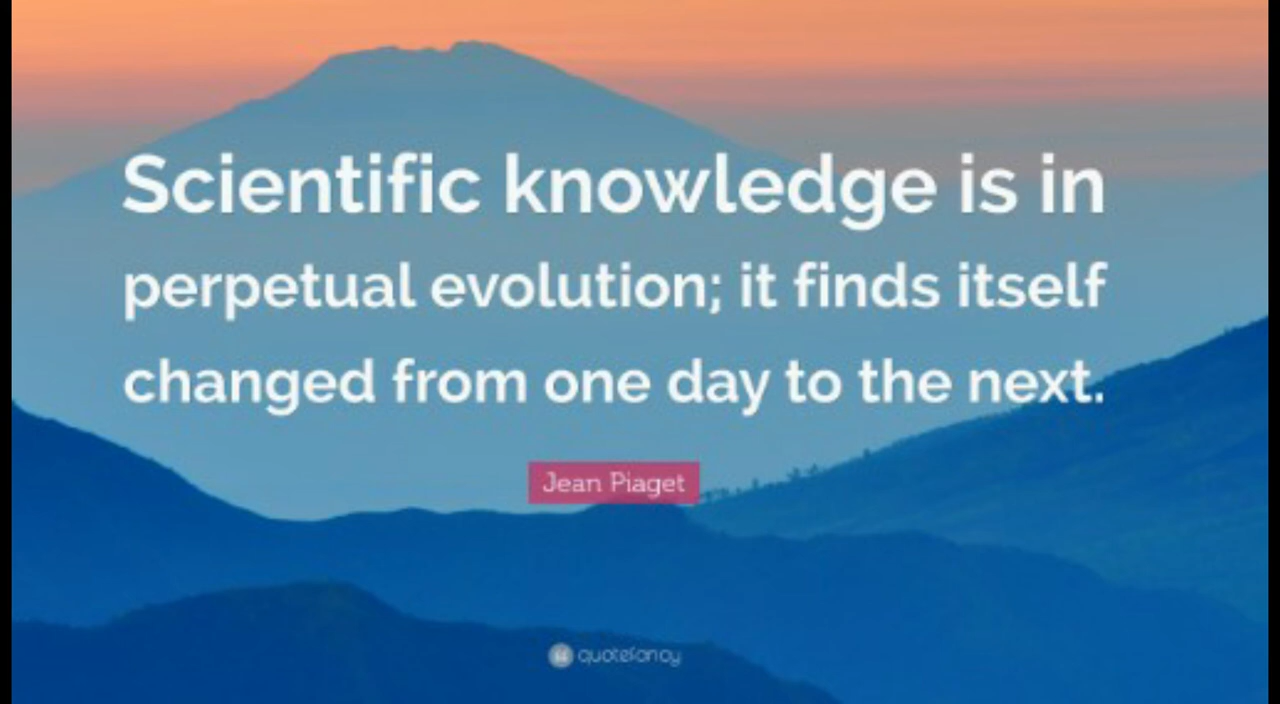 Scientific knowledge is in
perpetual evolution; it finds itself
changed from one day to the next.
Jean Piaget
quotefancy